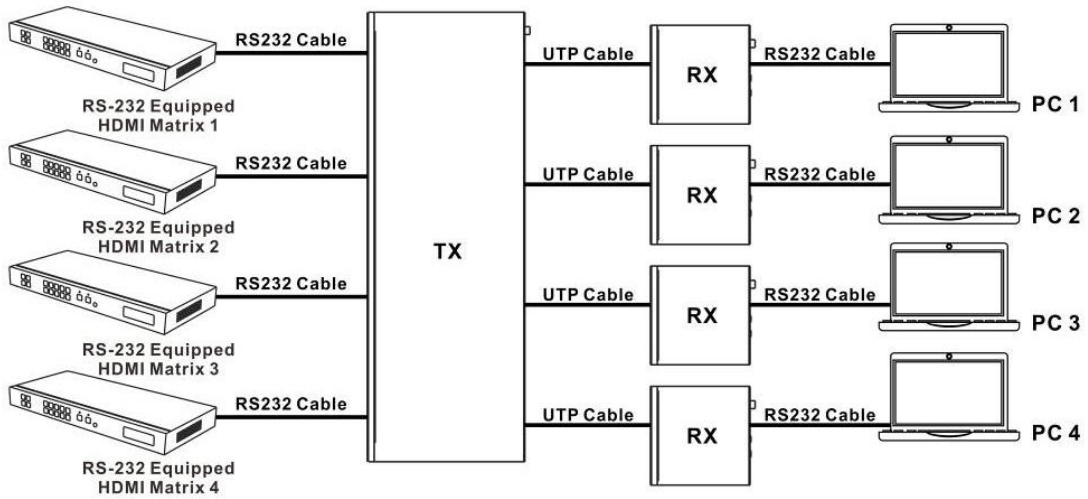 RS232 Cable
UTP Cable
RX
RS232 Cable
PC 1
RS-232 Equipped
HDMI Matrix 1
RS232 Cable
UTP Cable
RX
RS232 Cable
PC 2
RS-232 Equipped
HDMI Matrix 2
TX
RS232 Cable
UTP Cable
RX
RS232 Cable
PC 3
RS-232 Equipped
HDMI Matrix 3
RS232 Cable
UTP Cable
RX
RS232 Cable
PC 4
RS-232 Equipped
HDMI Matrix 4